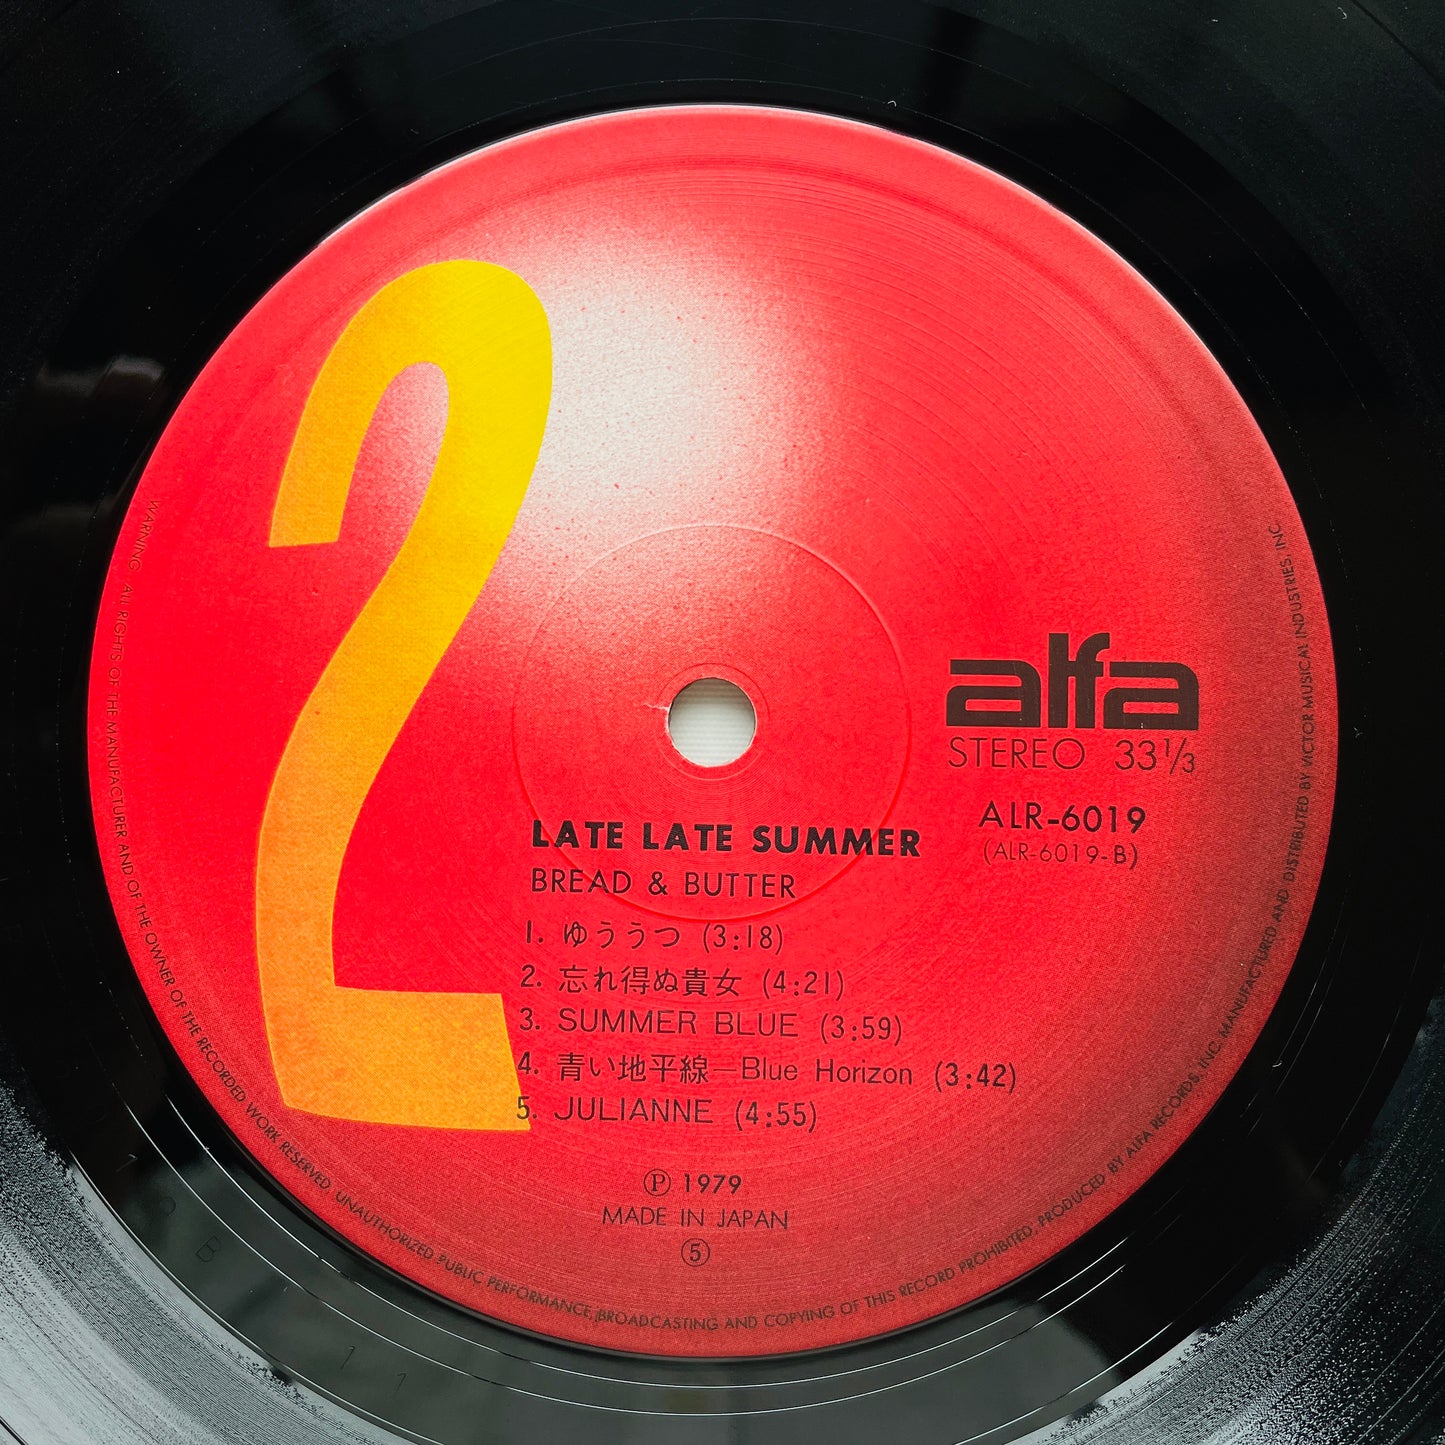 2
alfa
STEREO 33 1/3
ALR-6019
(ALR-6019-B)
LATE LATE SUMMER
BREAD & BUTTER
1. ゆううつ (3:18)
2. 忘れ得ぬ貴女 (4:21)
3. SUMMER BLUE (3:59)
4. 青い地平線—Blue Horizon (3:42)
5. JULIANNE (4:55)
Ⓟ 1979
MADE IN JAPAN
⑤
WARNING. All RIGHTS OF THE MANUFACTURER AND OF THE OWNER OF THE RECORDED WORK RESERVED. UNAUTHORIZED PUBLIC PERFORMANCE, BROADCASTING AND COPYING OF THIS RECORD PROHIBITED. PRODUCED BY ALFA RECORDS, INC. MANUFACTURED AND DISTRIBUTED BY VICTOR MUSICAL INDUSTRIES, INC.